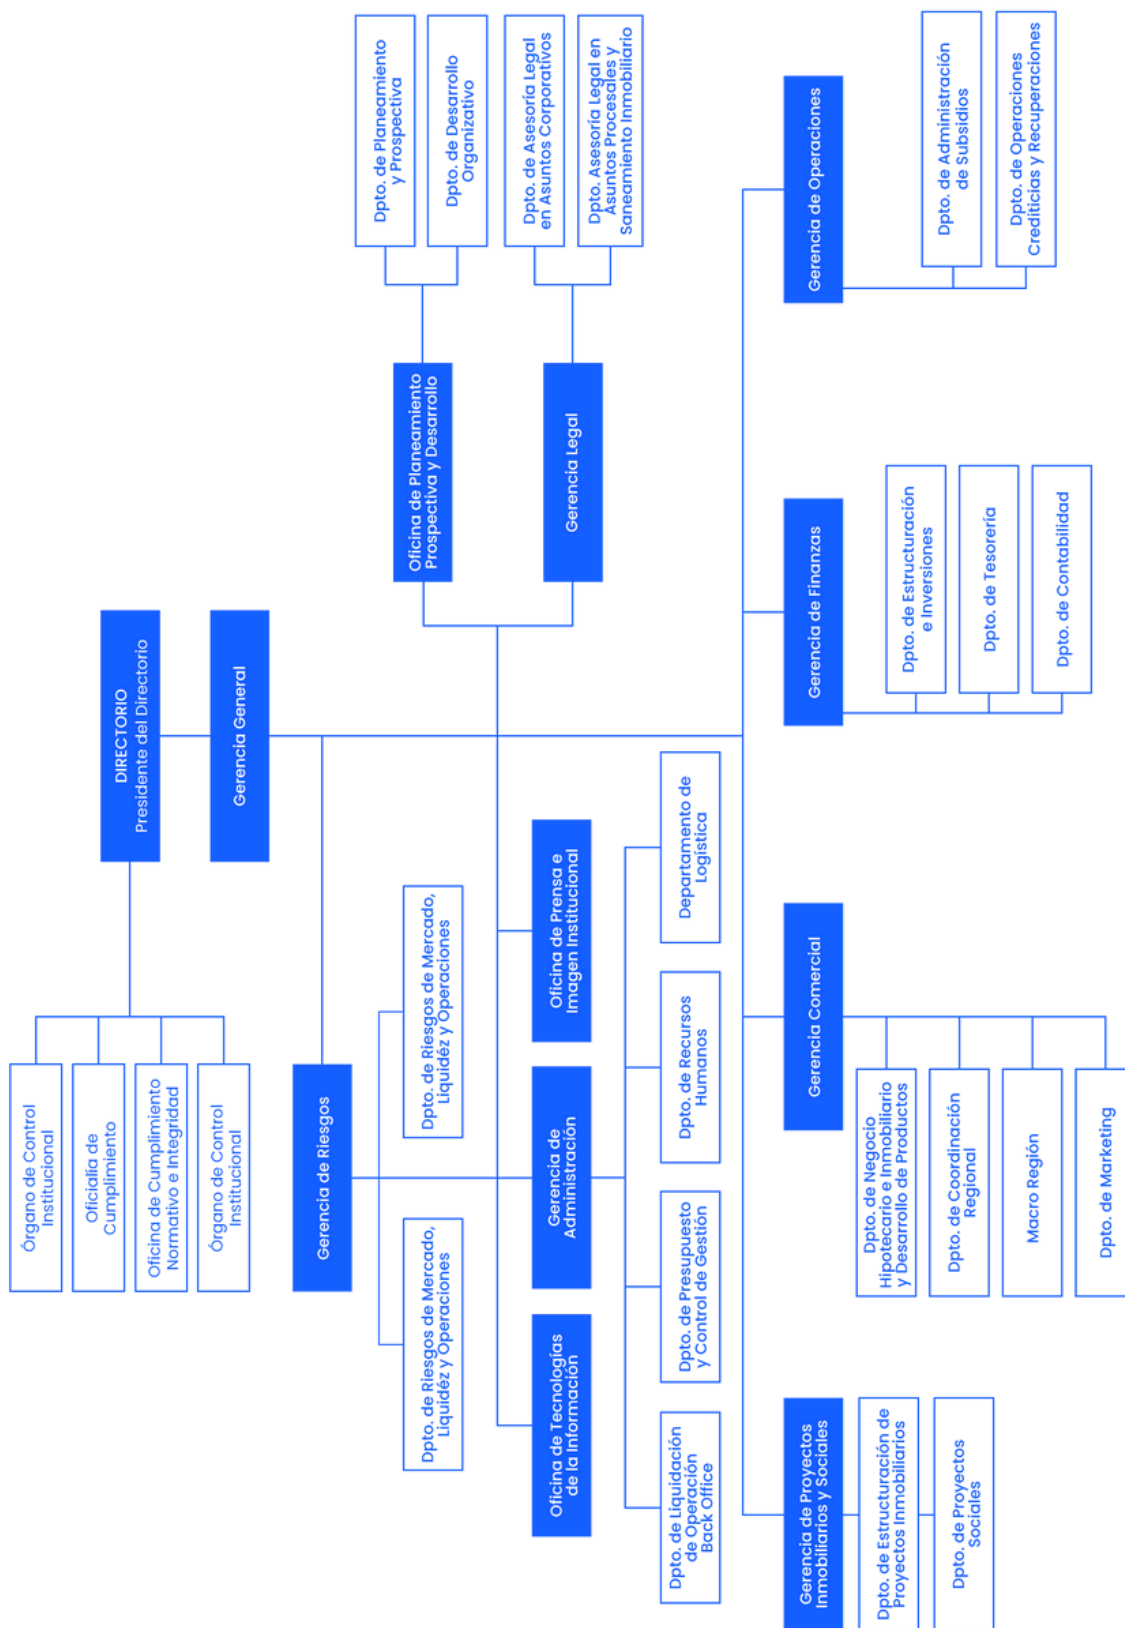 DIRECTORIO
Presidente del Directorio
Gerencia General
Órgano de Control
Institucional
Oficialía de
Cumplimiento
Oficina de Cumplimiento
Normativo e Integridad
Órgano de Control
Institucional
Gerencia de Riesgos
Dpto. de Riesgos de Mercado,
Liquidéz y Operaciones
Dpto. de Riesgos de Mercado,
Liquidéz y Operaciones
Oficina de Planeamiento
Prospectiva y Desarrollo
Dpto. de Planeamiento
y Prospectiva
Dpto. de Desarrollo
Organizativo
Gerencia Legal
Dpto. de Asesoría Legal
en Asuntos Corporativos
Dpto. Asesoría Legal en
Asuntos Procesales y
Saneamiento Inmobiliario
Oficina de Tecnologías
de la Información
Gerencia de
Administración
Oficina de Prensa e
Imagen Institucional
Dpto. de Liquidación
de Operación
Back Office
Dpto. de Presupuesto
y Control de Gestión
Dpto. de Recursos
Humanos
Departamento de
Logística
Gerencia de Proyectos
Inmobiliarios y Sociales
Dpto. de Estructuración de
Proyectos Inmobiliarios
Dpto. de Proyectos
Sociales
Gerencia Comercial
Dpto. de Negocio
Hipotecario e Inmobiliario
y Desarrollo de Productos
Dpto. de Coordinación
Regional
Macro Región
Dpto. de Marketing
Gerencia de Finanzas
Dpto. de Estructuración
e Inversiones
Dpto. de Tesorería
Dpto. de Contabilidad
Gerencia de Operaciones
Dpto. de Administración
de Subsidios
Dpto. de Operaciones
Crediticias y Recuperaciones